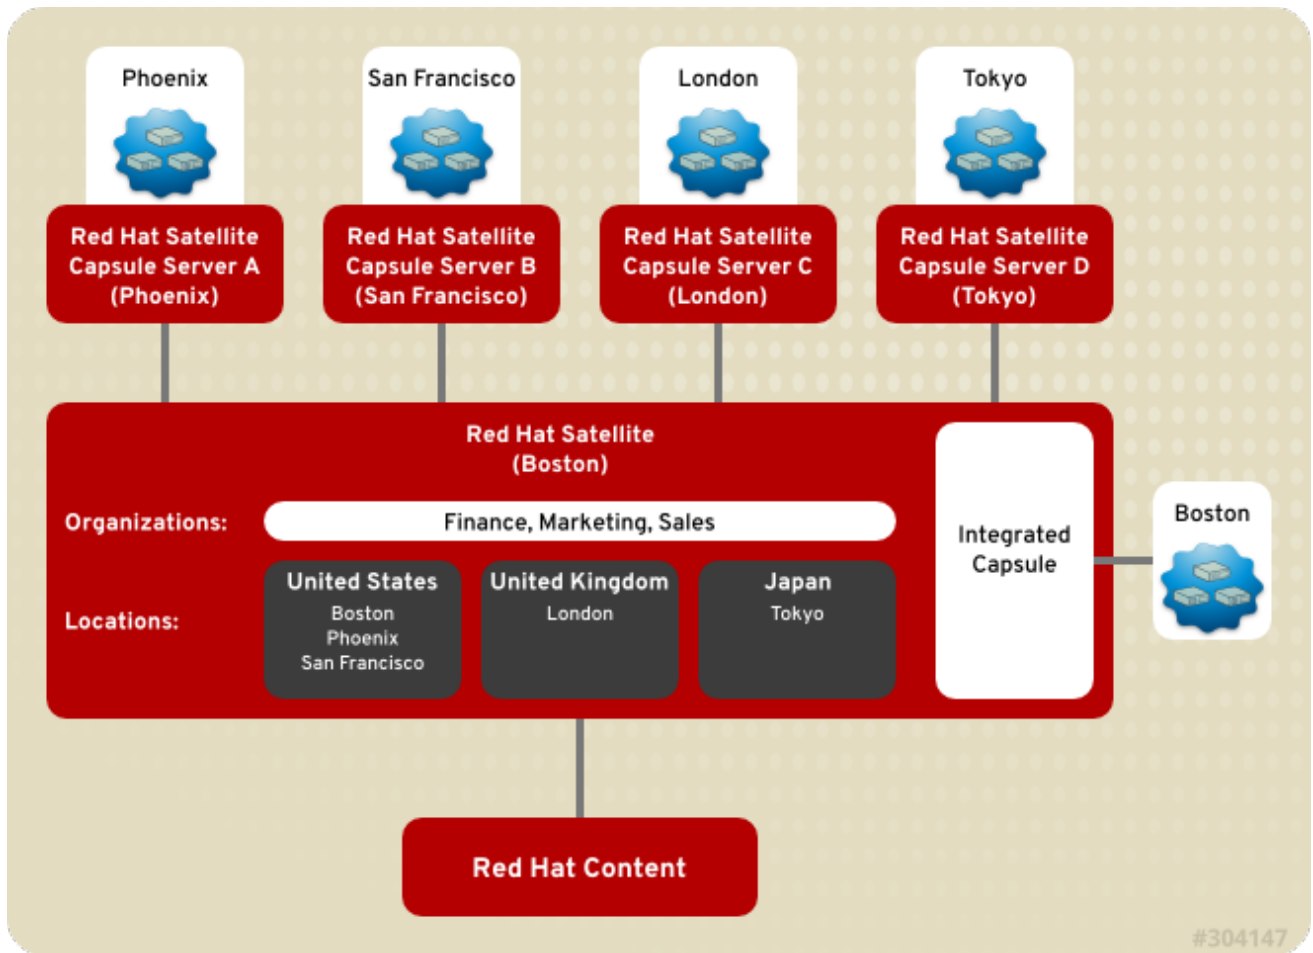 Phoenix
San Francisco
London
Tokyo
Red Hat Satellite
Capsule Server A
(Phoenix)
Red Hat Satellite
Capsule Server B
(San Francisco)
Red Hat Satellite
Capsule Server C
(London)
Red Hat Satellite
Capsule Server D
(Tokyo)
Red Hat Satellite
(Boston)
Organizations:
Finance, Marketing, Sales
Locations:
United States
Boston
Phoenix
San Francisco
United Kingdom
London
Japan
Tokyo
Integrated
Capsule
Boston
Red Hat Content
#304147